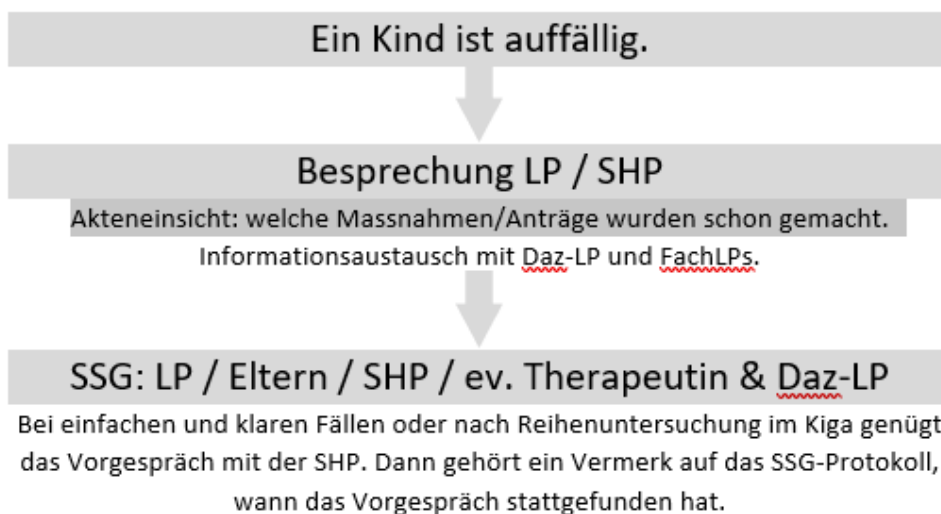 Ein Kind ist auffällig.
Besprechung LP / SHP
Akteneinsicht: welche Massnahmen/Anträge wurden schon gemacht.
Informationsaustausch mit Daz-LP und FachLPs.
SSG: LP / Eltern / SHP / ev. Therapeutin & Daz-LP
Bei einfachen und klaren Fällen oder nach Reihenuntersuchung im Kiga genügt
das Vorgespräch mit der SHP. Dann gehört ein Vermerk auf das SSG-Protokoll,
wann das Vorgespräch stattgefunden hat.